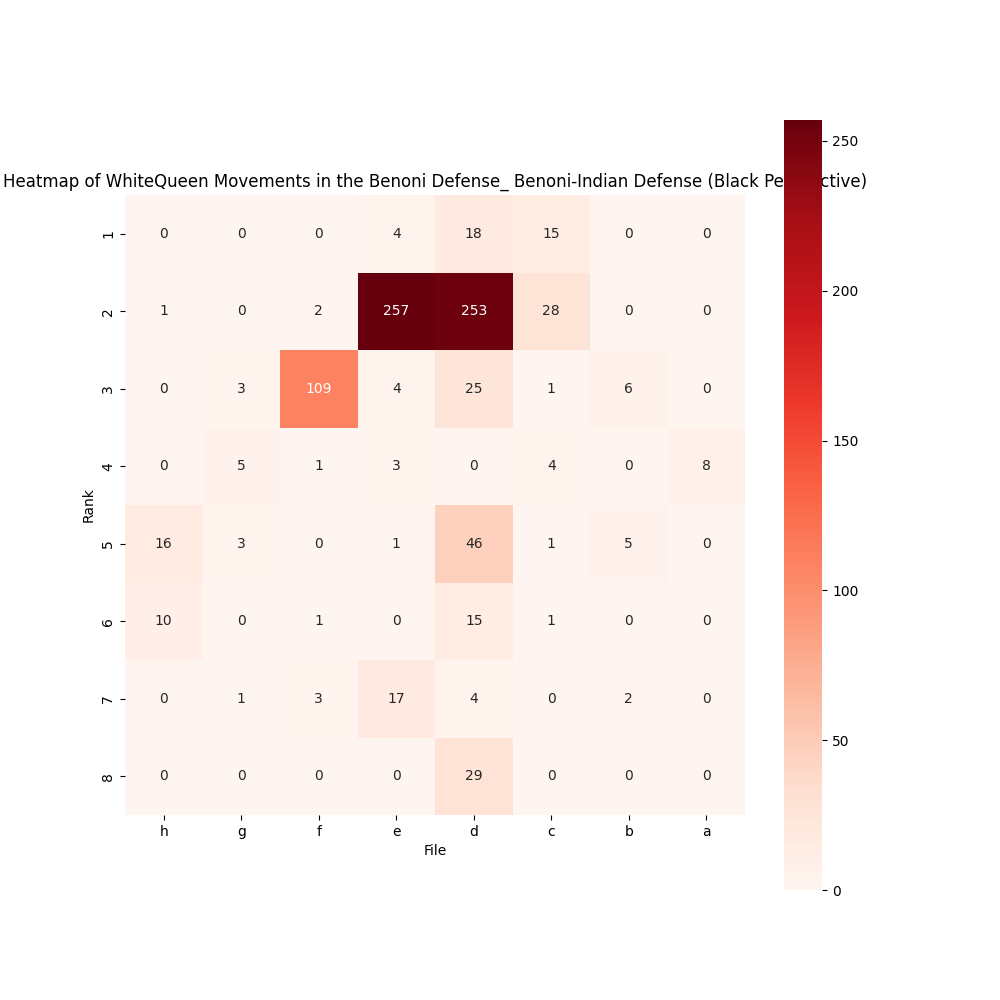 Heatmap of WhiteQueen Movements in the Benoni Defense_ Benoni-Indian Defense (Black Pe ctive)
250
200
150
100
50
0
Rank
1 0 0 0 4 18 15 0 0
2 1 0 2 257 253 28 0 0
3 0 3 109 4 25 1 6 0
4 0 5 1 3 0 4 0 8
5 16 3 0 1 46 1 5 0
6 10 0 1 0 15 1 0 0
7 0 1 3 17 4 0 2 0
8 0 0 0 0 29 0 0 0
h g f e d c b a
File